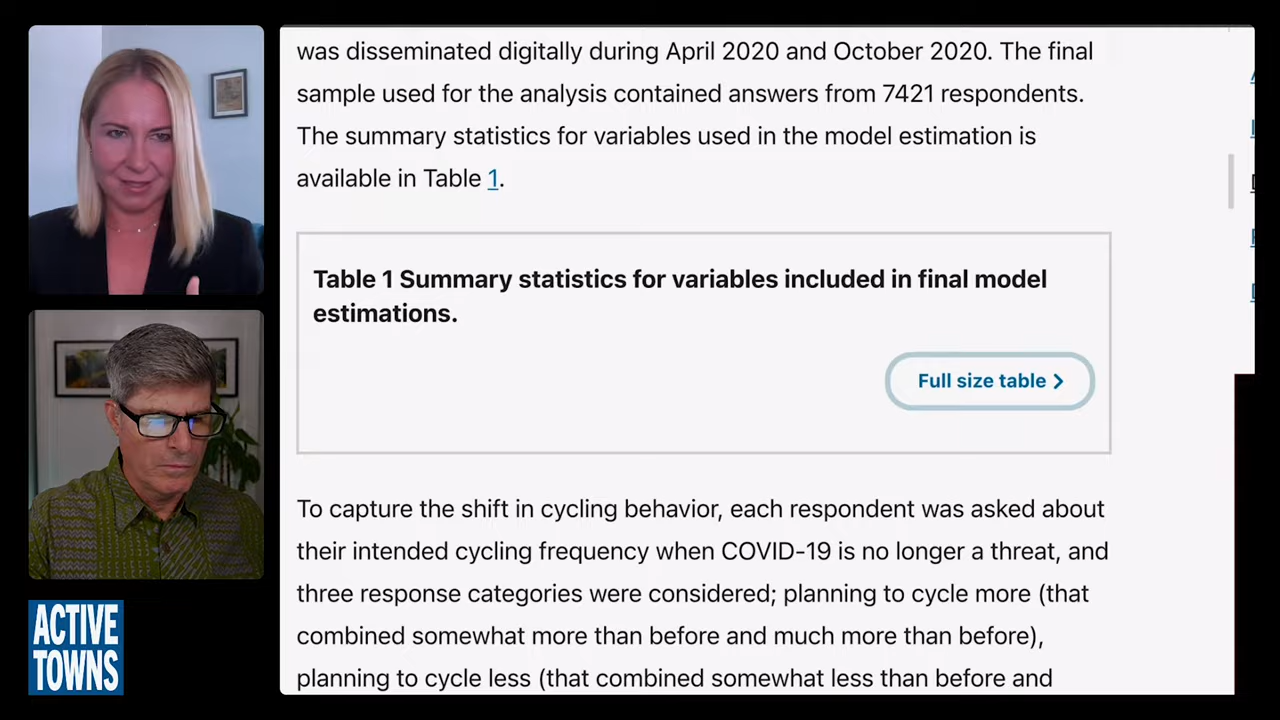 was disseminated digitally during April 2020 and October 2020. The final
sample used for the analysis contained answers from 7421 respondents.
The summary statistics for variables used in the model estimation is
available in Table 1.
Table 1 Summary statistics for variables included in final model
estimations.
Full size table
To capture the shift in cycling behavior, each respondent was asked about
their intended cycling frequency when COVID-19 is no longer a threat, and
three response categories were considered; planning to cycle more (that
combined somewhat more than before and much more than before),
planning to cycle less (that combined somewhat less than before and
ACTIVE
TOWNS